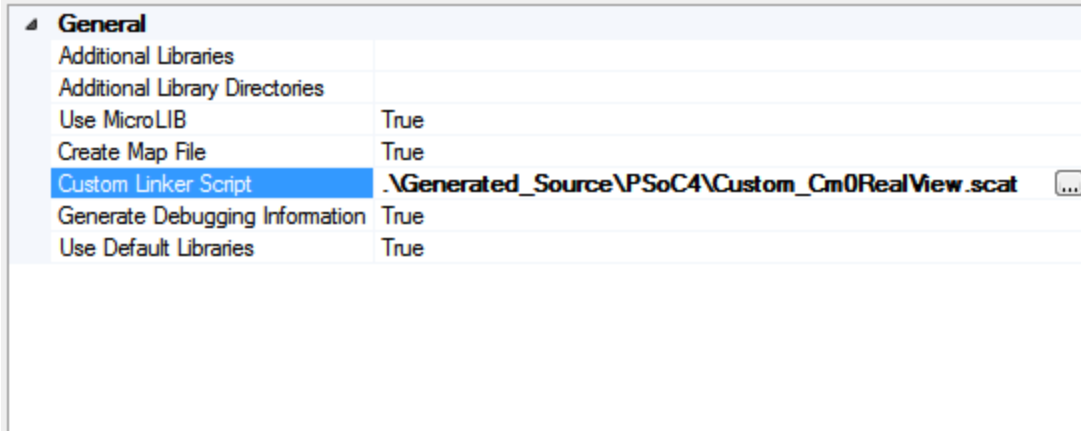 General
Additional Libraries
Additional Library Directories
Use MicroLIB True
Create Map File True
Custom Linker Script .\Generated_Source\PSoC4\Custom_Cm0RealView.scat ...
Generate Debugging Information True
Use Default Libraries True